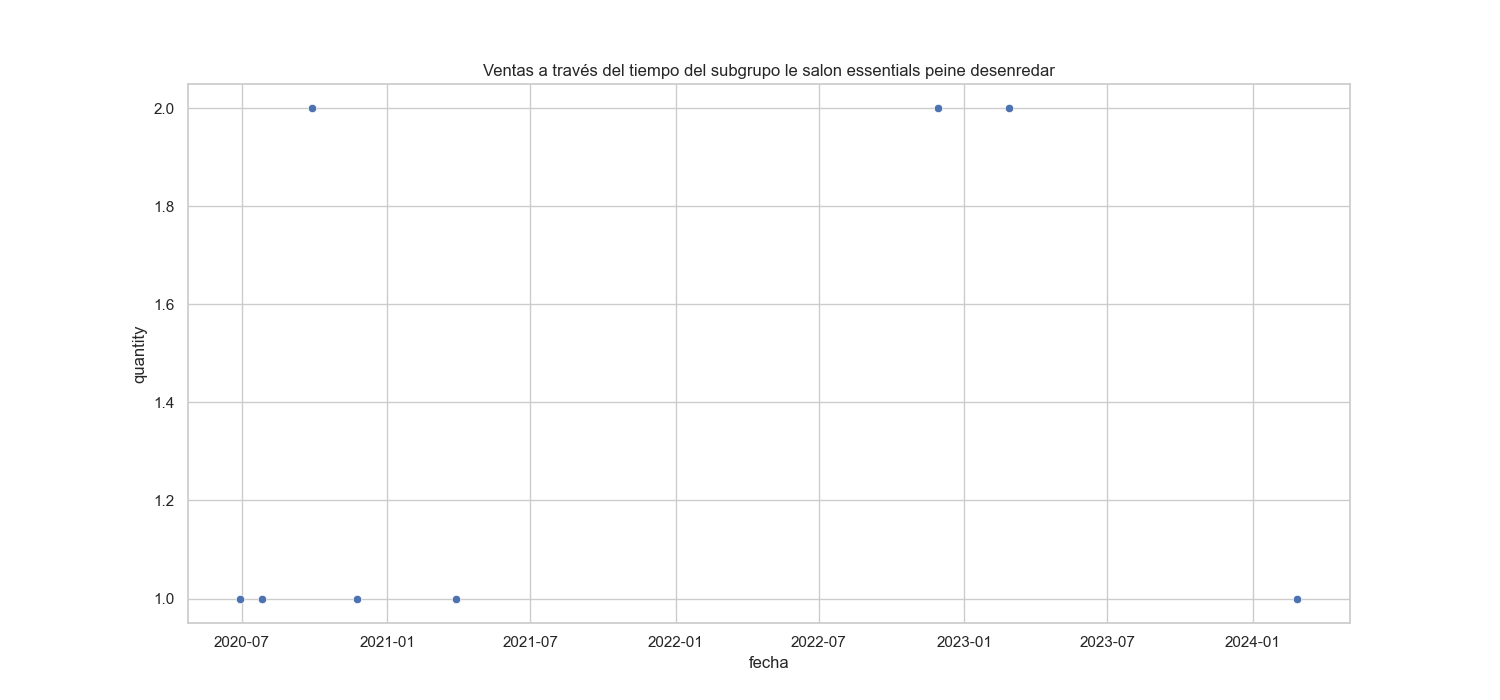 Ventas a través del tiempo del subgrupo le salon essentials peine desenredar
2.0
1.8
1.6
1.4
1.2
1.0
quantity
2020-07 2021-01 2021-07 2022-01 2022-07 2023-01 2023-07 2024-01
fecha